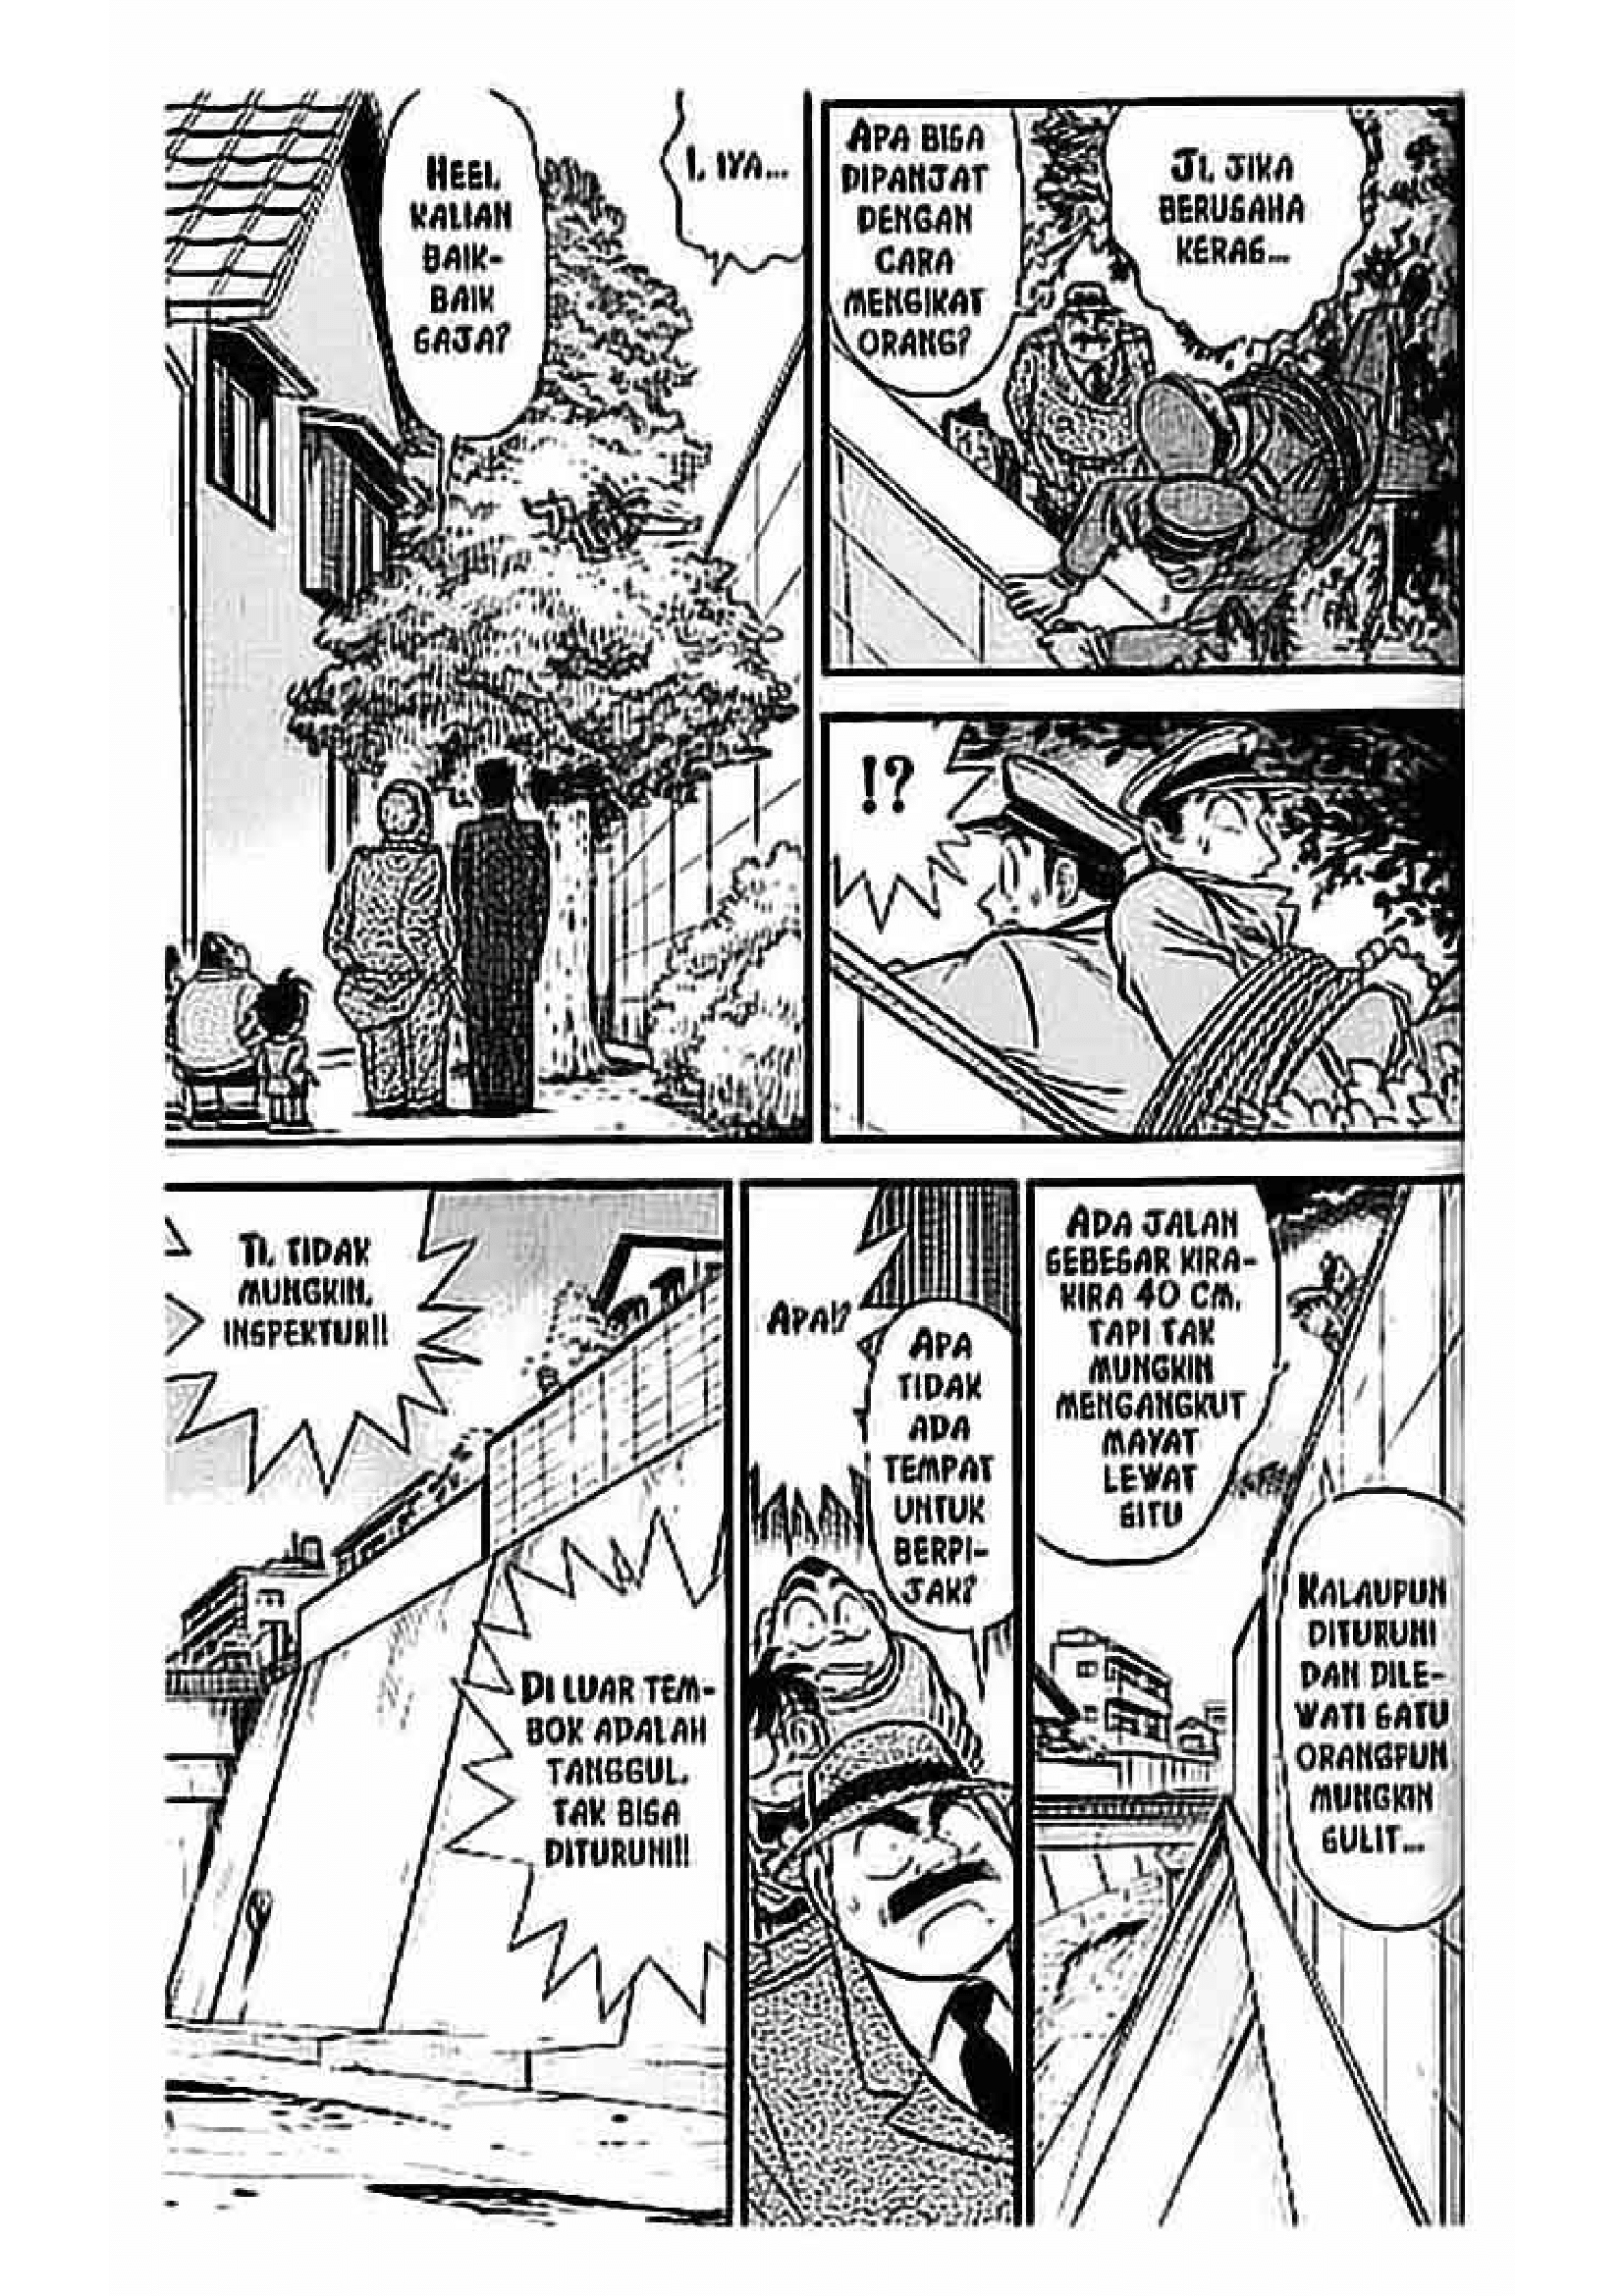 HEEI,
KALIAN
BAIK-
BAIK
SAJA?
I, IYA...
APA BISA
DIPANJAT
DENGAN
CARA
MENGIKAT
ORANG?
JI, JIKA
BERUSAHA
KERAS...
!?
TI, TIDAK
MUNGKIN,
INSPEKTUR!!
DI LUAR TEM-
BOK ADALAH
TANGGUL,
TAK BISA
DITURUNI!!
APA!?
APA
TIDAK
ADA
TEMPAT
UNTUK
BERPI-
JAK?
ADA JALAN
SEBESAR KIRA-
KIRA 40 CM,
TAPI TAK
MUNGKIN
MENGANGKUT
MAYAT
LEWAT
SITU
KALAUPUN
DITURUNI
DAN DILE-
WATI SATU
ORANGPUN
MUNGKIN
SULIT...